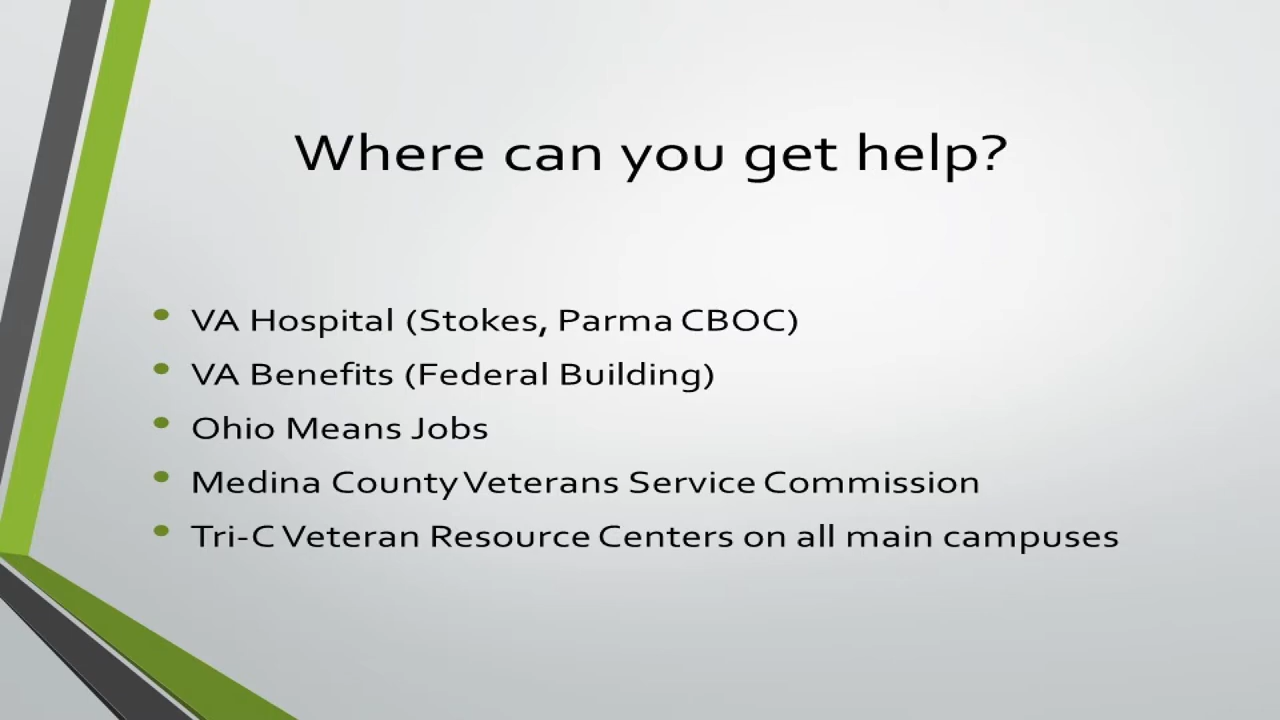 Where can you get help?
• VA Hospital (Stokes, Parma CBOC)
• VA Benefits (Federal Building)
• Ohio Means Jobs
• Medina County Veterans Service Commission
• Tri-C Veteran Resource Centers on all main campuses